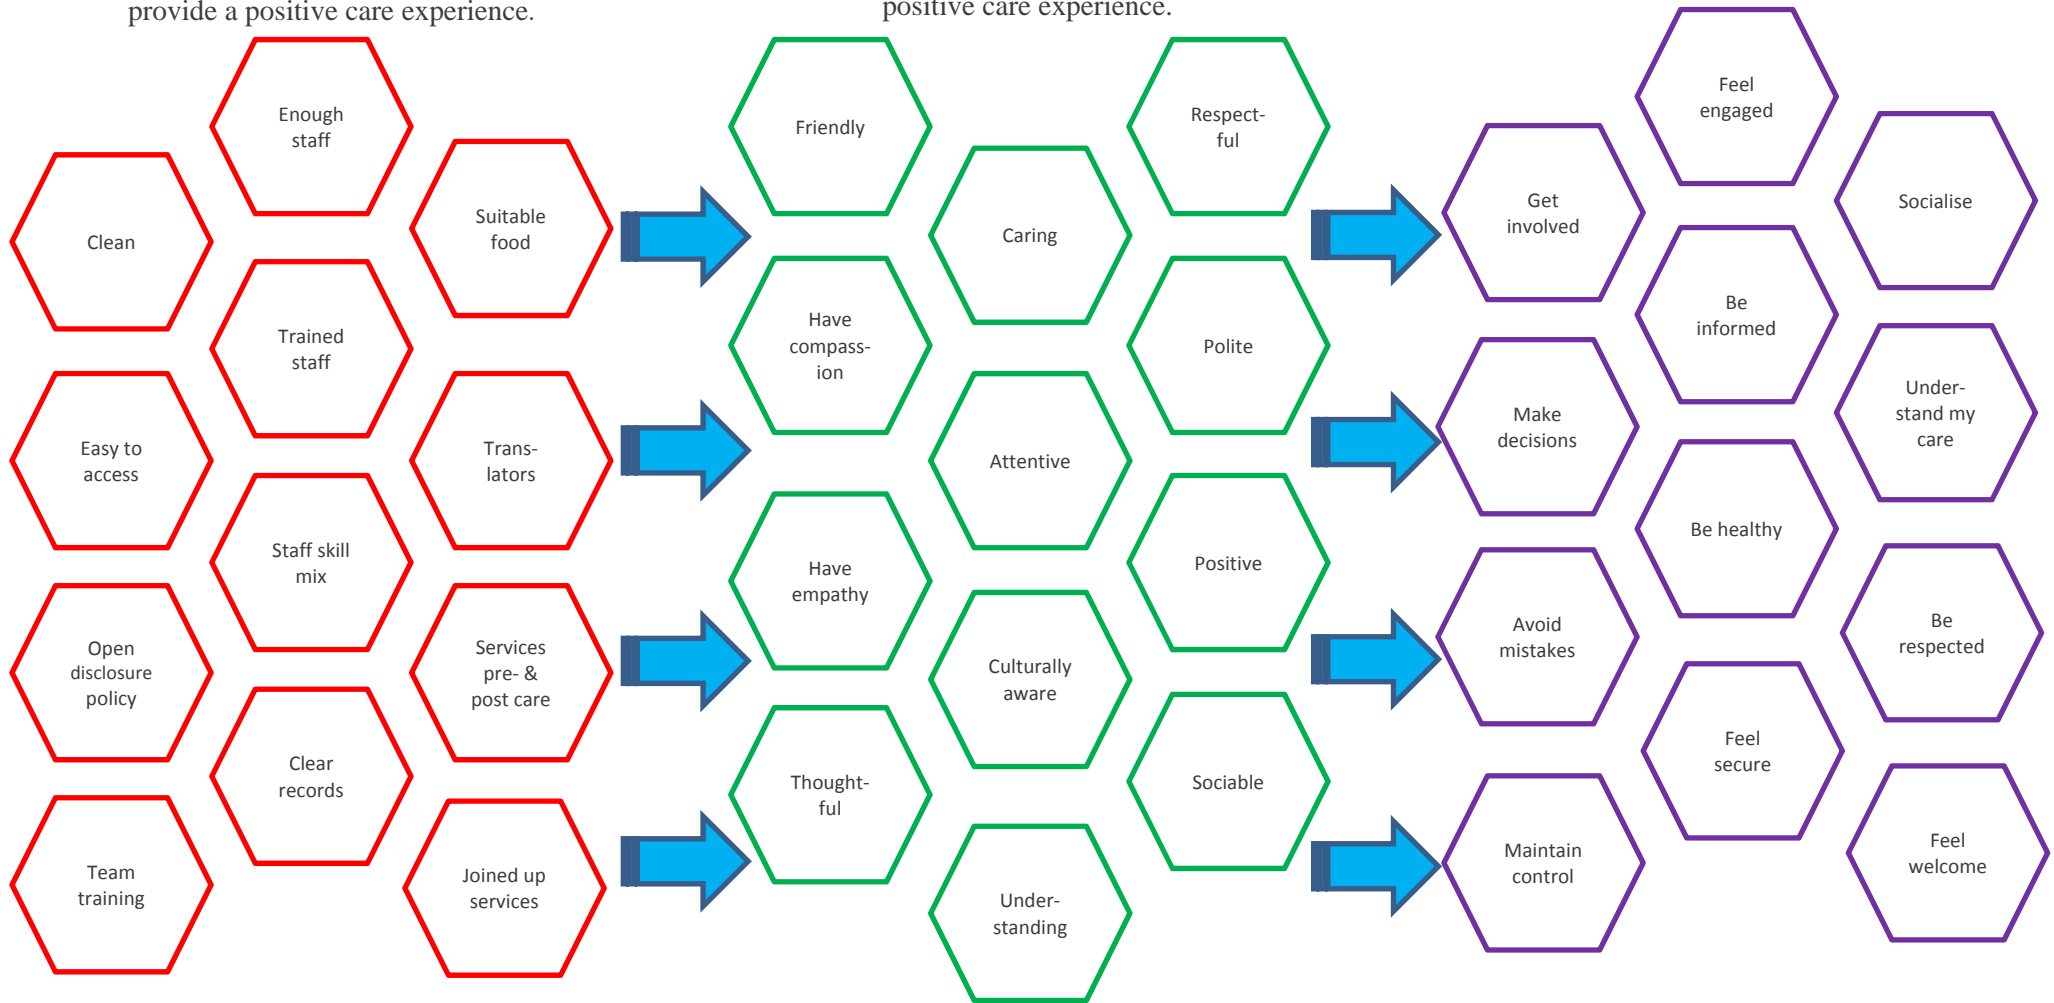 provide a positive care experience.
positive care experience.
Enough
staff
Clean
Suitable
food
Trained
staff
Easy to
access
Trans-
lators
Staff skill
mix
Open
disclosure
policy
Services
pre- &
post care
Clear
records
Team
training
Joined up
services
Friendly
Respect-
ful
Caring
Have
compass-
ion
Polite
Attentive
Have
empathy
Positive
Culturally
aware
Thought-
ful
Sociable
Under-
standing
Feel
engaged
Get
involved
Socialise
Be
informed
Make
decisions
Under-
stand my
care
Be healthy
Avoid
mistakes
Be
respected
Feel
secure
Maintain
control
Feel
welcome